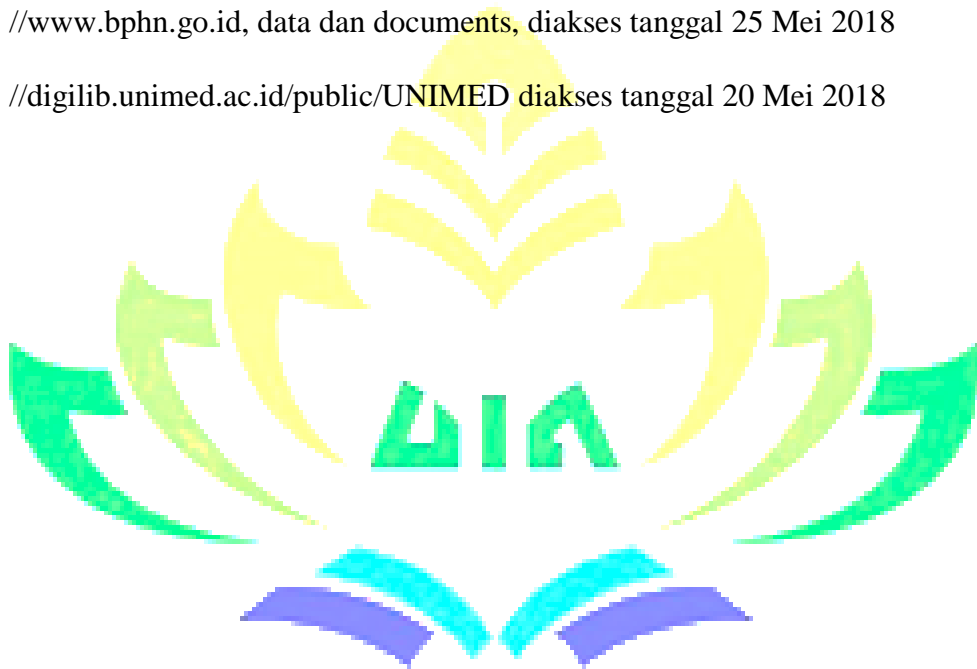 //www.bphn.go.id, data dan documents, diakses tanggal 25 Mei 2018
//digilib.unimed.ac.id/public/UNIMED diakses tanggal 20 Mei 2018